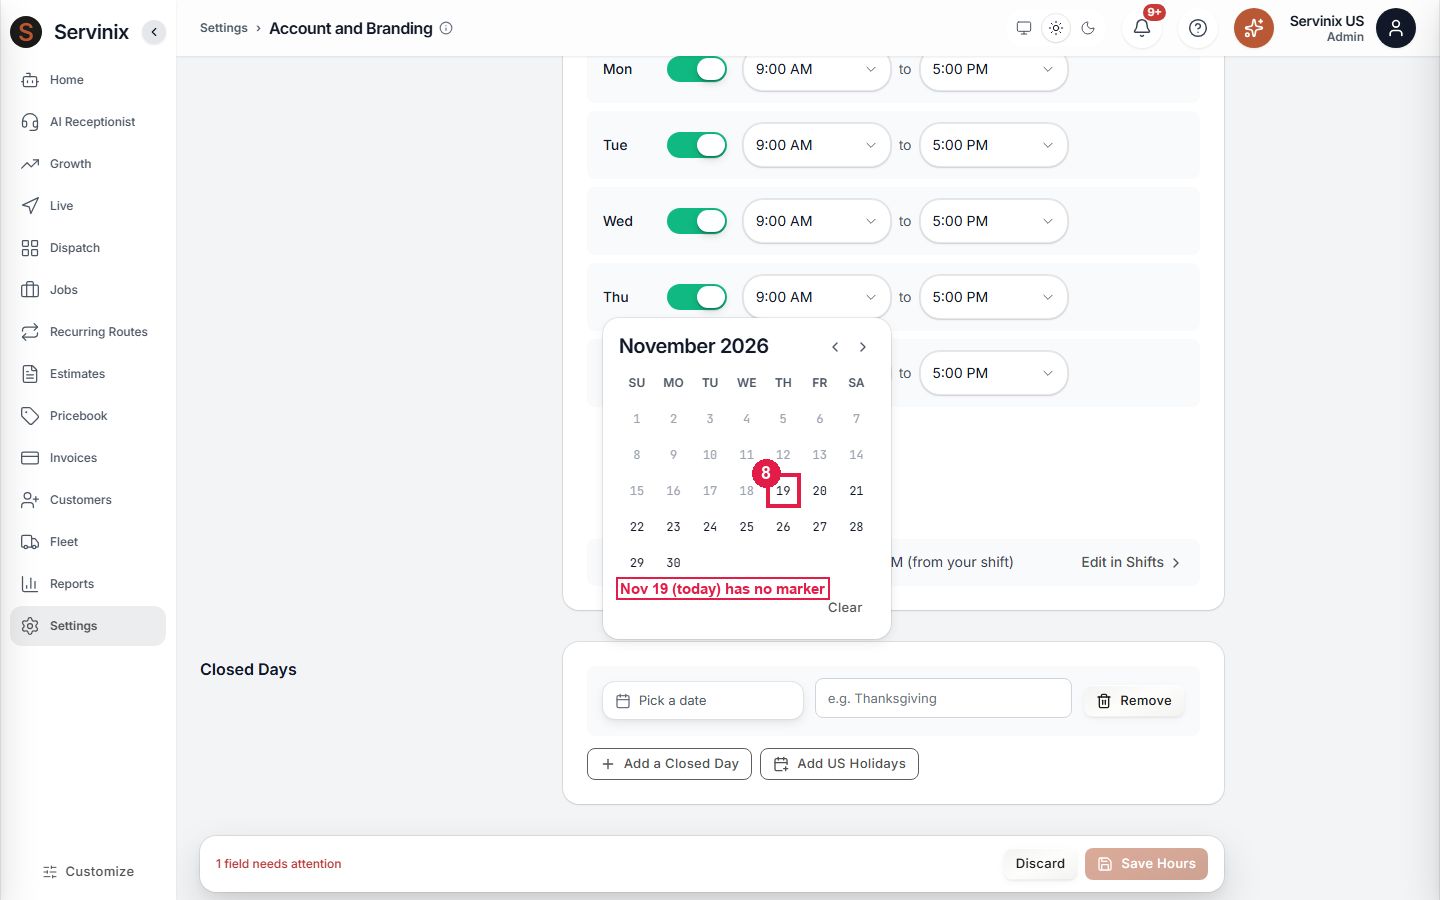 S Servinix
Settings › Account and Branding
9+
Servinix US
Admin
Home
AI Receptionist
Growth
Live
Dispatch
Jobs
Recurring Routes
Estimates
Pricebook
Invoices
Customers
Fleet
Reports
Settings
Customize
Mon 9:00 AM to 5:00 PM
Tue 9:00 AM to 5:00 PM
Wed 9:00 AM to 5:00 PM
Thu 9:00 AM to 5:00 PM
to 5:00 PM
November 2026
SU MO TU WE TH FR SA
1 2 3 4 5 6 7
8 9 10 11 12 13 14
8
15 16 17 18 19 20 21
22 23 24 25 26 27 28
29 30
Nov 19 (today) has no marker
Clear
M (from your shift) Edit in Shifts
Closed Days
Pick a date e.g. Thanksgiving Remove
Add a Closed Day Add US Holidays
1 field needs attention Discard Save Hours